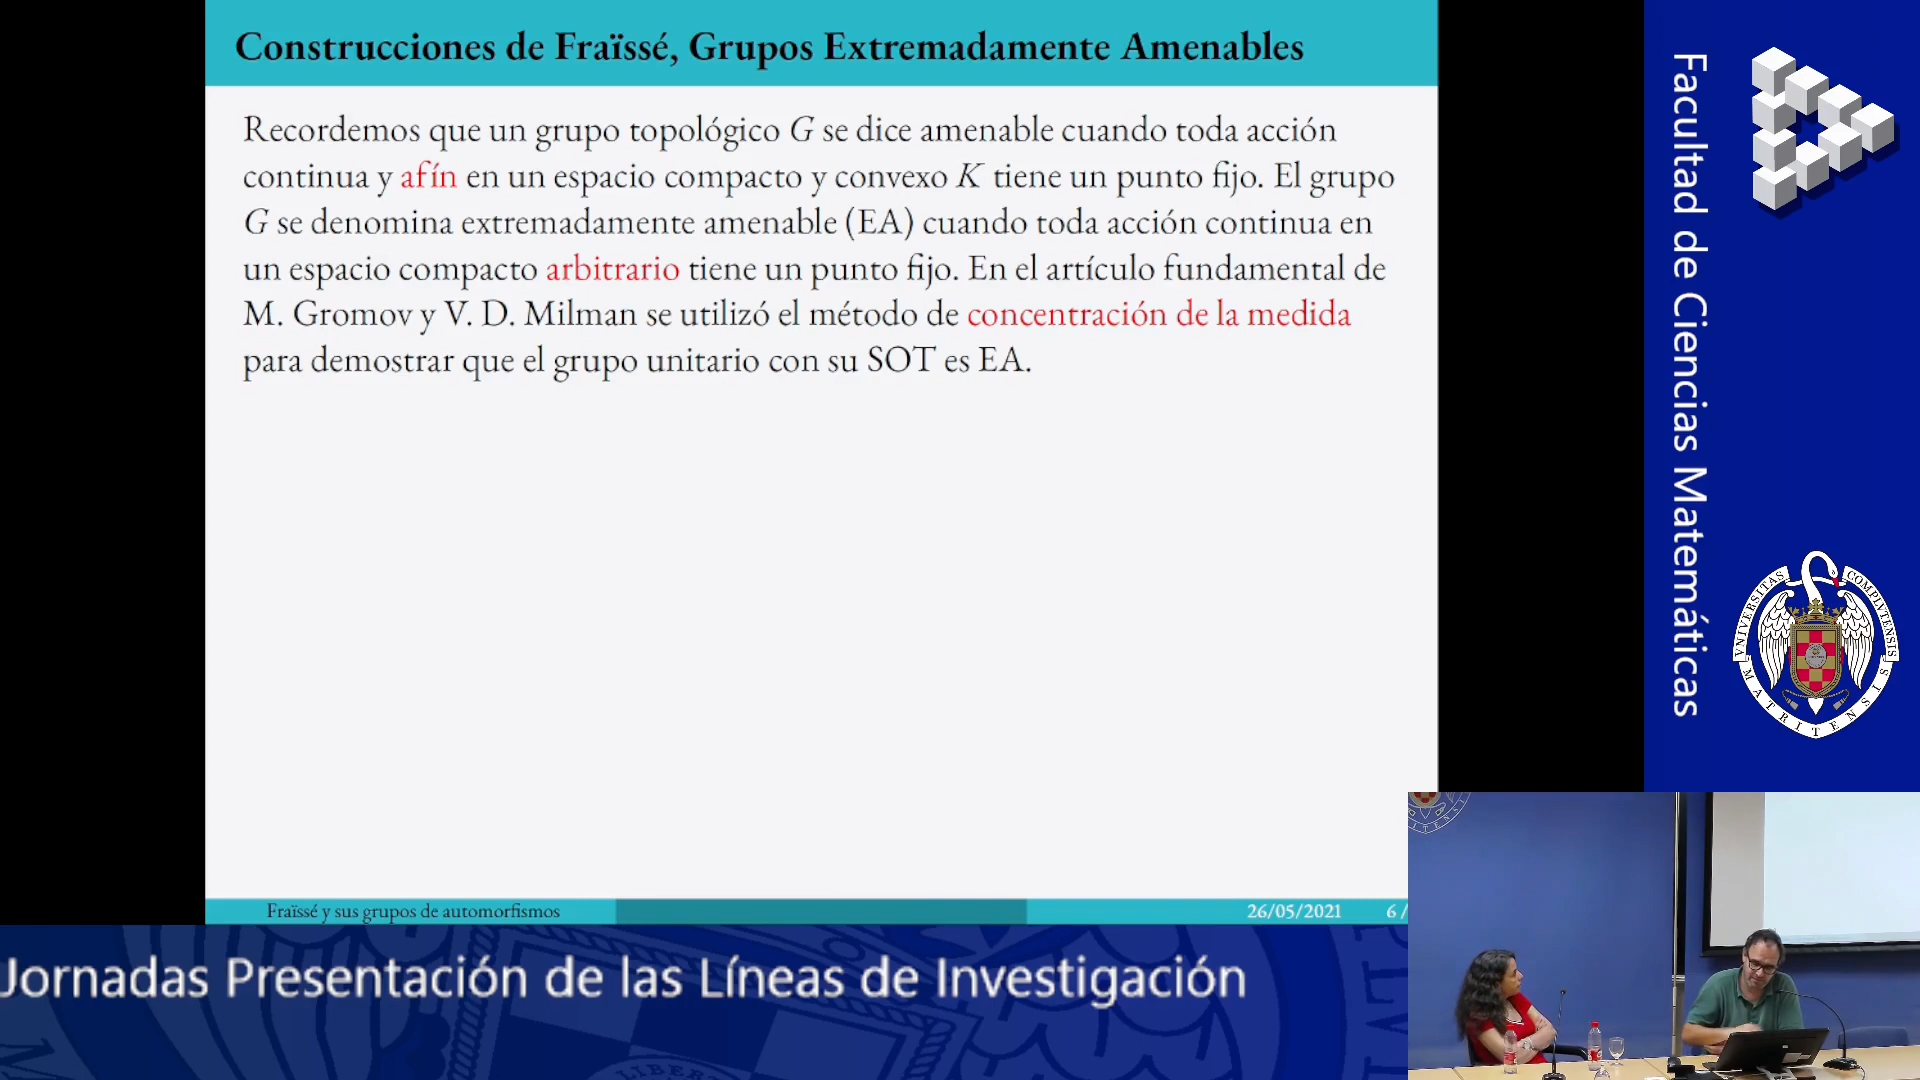 Construcciones de Fraïssé, Grupos Extremadamente Amenables
Recordemos que un grupo topológico G se dice amenable cuando toda acción
continua y afín en un espacio compacto y convexo K tiene un punto fijo. El grupo
G se denomina extremadamente amenable (EA) cuando toda acción continua en
un espacio compacto arbitrario tiene un punto fijo. En el artículo fundamental de
M. Gromov y V. D. Milman se utilizó el método de concentración de la medida
para demostrar que el grupo unitario con su SOT es EA.
Fraïssé y sus grupos de automorfismos
26/05/2021
6 /
Jornadas Presentación de las Líneas de Investigación
Facultad de Ciencias Matemáticas
VNIVERSITAS
COMPLVTENSIS
MATRITENSIS